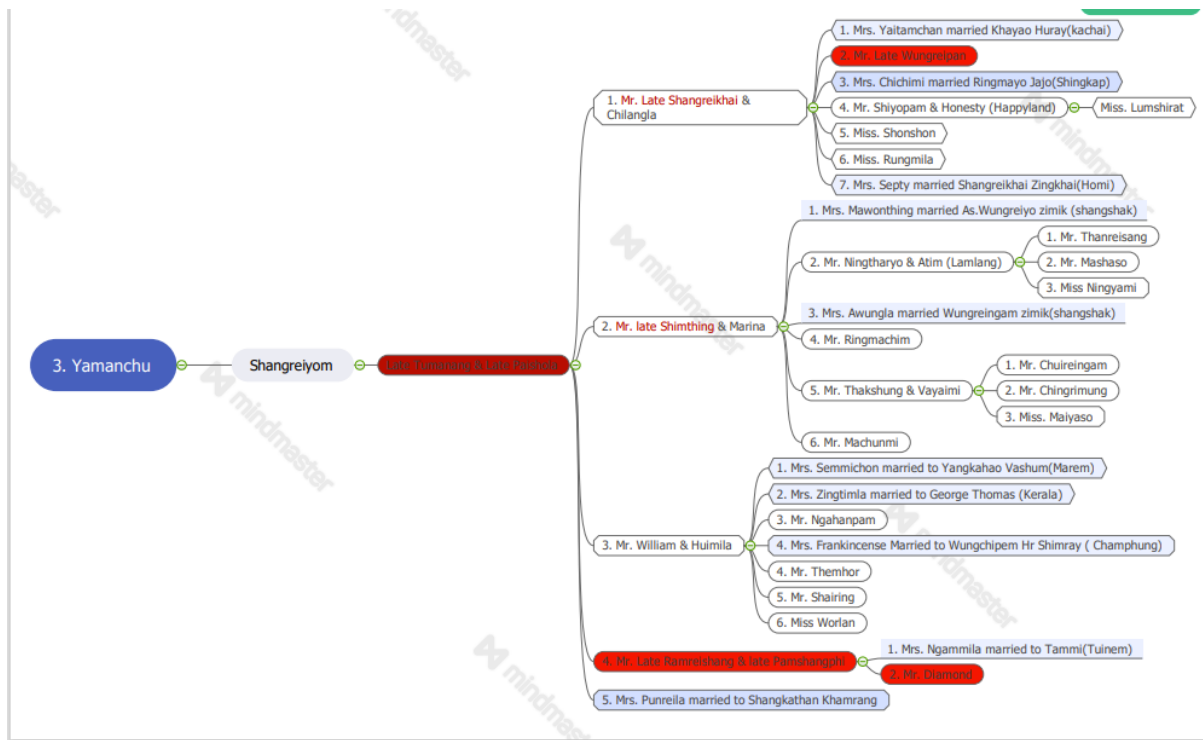 3. Yamanchu
Shangreiyom
Late Tumanang & Late
1. Mr. Late Shangreikhai &
Chilangla
1. Mrs. Yaitamchan married Khayao Huray(kachai)
2. Mr. Late Wungreipan
3. Mrs. Chichimi married Ringmayo Jajo(Shingkap)
4. Mr. Shiyopam & Honesty (Happyland)
Miss. Lumshirat
5. Miss. Shonshon
6. Miss. Rungmila
7. Mrs. Septy married Shangreikhai Zingkhai(Homi)
2. Mr. late Shimthing & Marina
1. Mrs. Mawonthing married As.Wungreiyo zimik (shangshak)
2. Mr. Ningtharyo & Atim (Lamlang)
1. Mr. Thanreisang
2. Mr. Mashaso
3. Miss Ningyami
3. Mrs. Awungla married Wungreingam zimik(shangshak)
4. Mr. Ringmachim
5. Mr. Thakshung & Vayaimi
1. Mr. Chuireingam
2. Mr. Chingrimung
3. Miss. Maiyaso
6. Mr. Machunmi
3. Mr. William & Huimila
1. Mrs. Semmichon married to Yangkahao Vashum(Marem)
2. Mrs. Zingtimla married to George Thomas (Kerala)
3. Mr. Ngahanpam
4. Mrs. Frankincense Married to Wungchipem Hr Shimray ( Champhung)
4. Mr. Themhor
5. Mr. Shairing
6. Miss Worlan
4. Mr. Late Ramreishang & late Pamshangphi
1. Mrs. Ngammila married to Tammi(Tuinem)
2. Mr. Diamond
5. Mrs. Punreila married to Shangkathan Khamrang
mindmaster
mindmaster
mindmaster
mindmaster
mindmaster
mindmaster